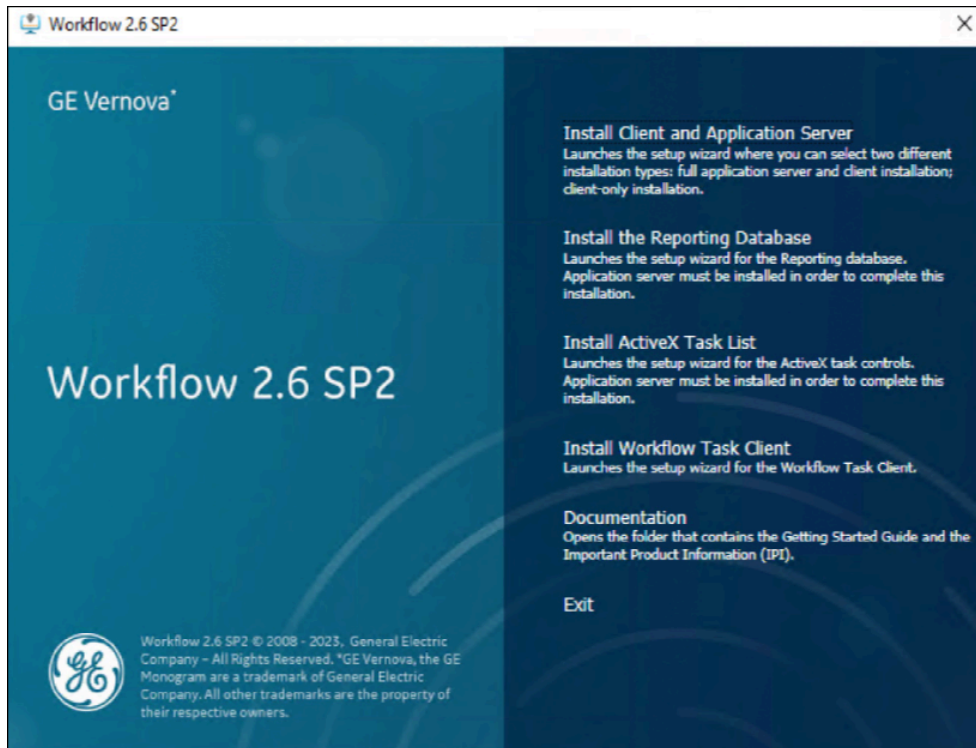 Workflow 2.6 SP2
GE Vernova*
Install Client and Application Server
Launches the setup wizard where you can select two different
installation types: full application server and client installation;
client-only installation.
Install the Reporting Database
Launches the setup wizard for the Reporting database.
Application server must be installed in order to complete this
installation.
Install ActiveX Task List
Launches the setup wizard for the ActiveX task controls.
Application server must be installed in order to complete this
installation.
Workflow 2.6 SP2
Install Workflow Task Client
Launches the setup wizard for the Workflow Task Client.
Documentation
Opens the folder that contains the Getting Started Guide and the
Important Product Information (IPI).
Exit
GE
Workflow 2.6 SP2 © 2008 - 2023, General Electric
Company – All Rights Reserved. *GE Vernova, the GE
Monogram are a trademark of General Electric
Company. All other trademarks are the property of
their respective owners.